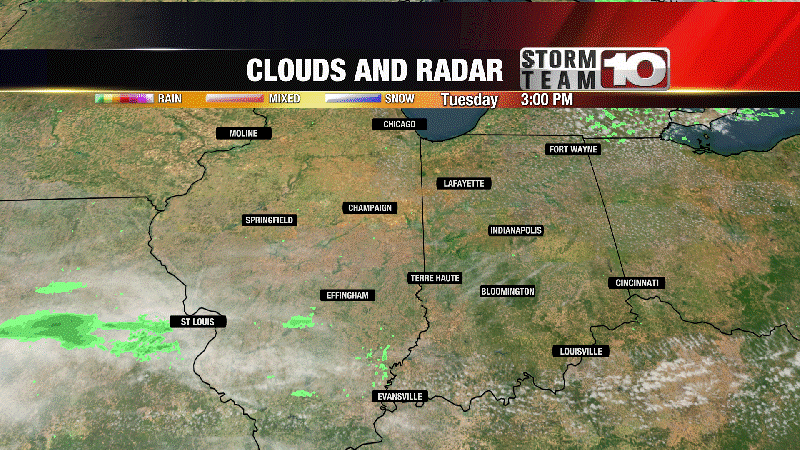 CLOUDS AND RADAR
STORM TEAM 10
RAIN
MIXED
SNOW
Tuesday 3:00 PM
MOLINE
CHICAGO
FORT WAYNE
LAFAYETTE
CHAMPAIGN
SPRINGFIELD
INDIANAPOLIS
TERRE HAUTE
EFFINGHAM
BLOOMINGTON
CINCINNATI
ST LOUIS
LOUISVILLE
EVANSVILLE